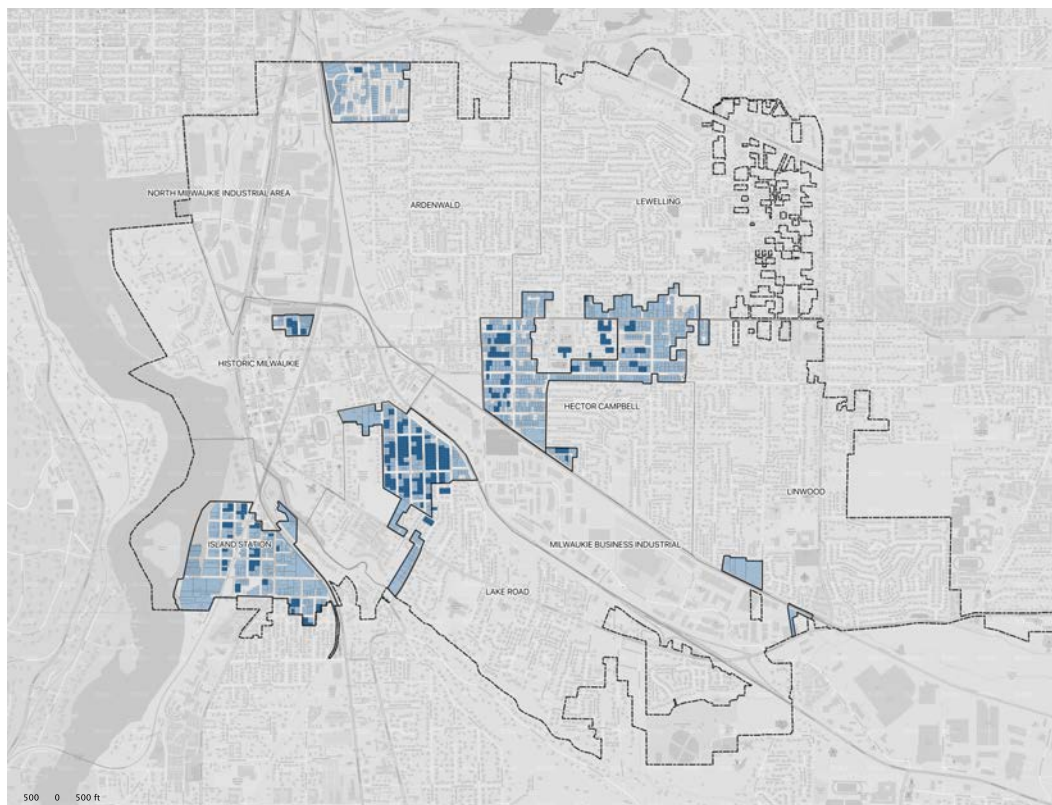 NORTH MILWAUKIE INDUSTRIAL AREA
ARDENWALD
LEWELLING
HISTORIC MILWAUKIE
HECTOR CAMPBELL
LINWOOD
ISLAND STATION
MILWAUKIE BUSINESS INDUSTRIAL
LAKE ROAD
500 0 500 ft